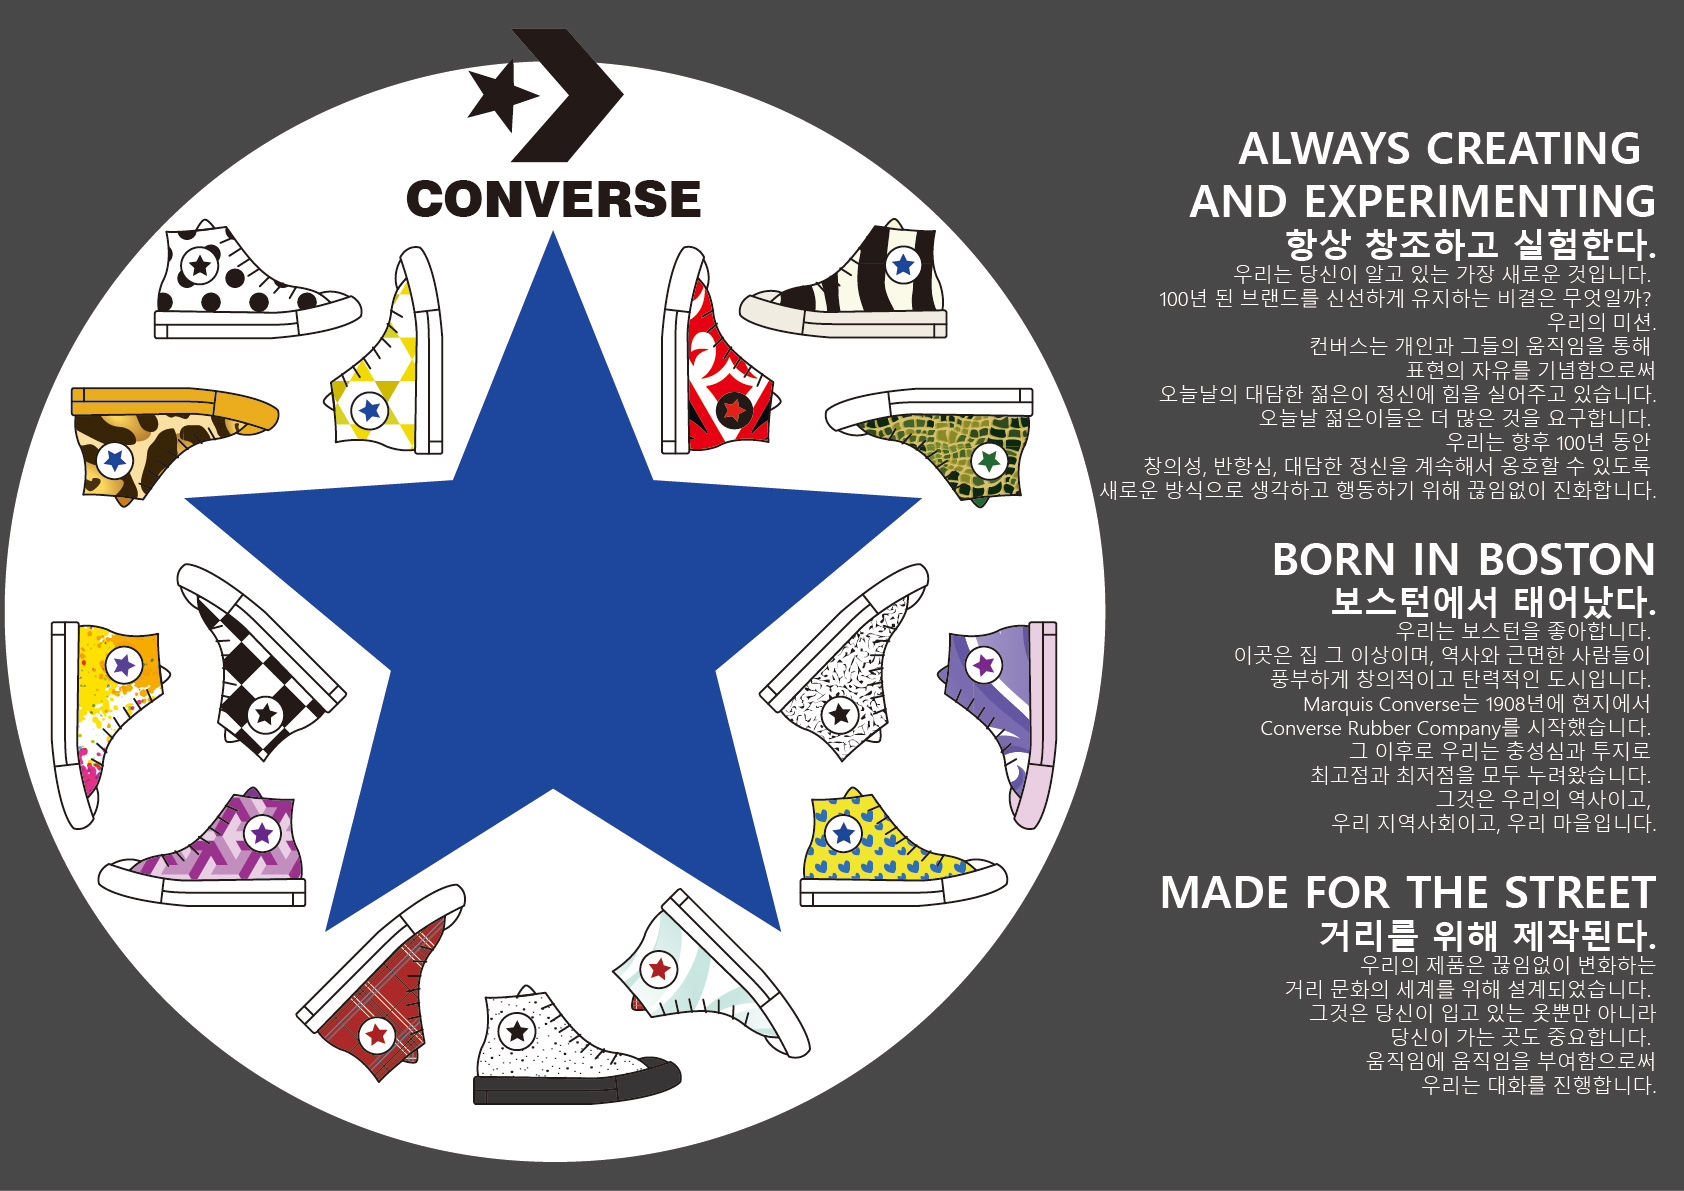 CONVERSE
ALWAYS CREATING
AND EXPERIMENTING
항상 창조하고 실험한다.
우리는 당신이 알고 있는 가장 새로운 것입니다.
100년 된 브랜드를 신선하게 유지하는 비결은 무엇일까?
우리의 미션.
컨버스는 개인과 그들의 움직임을 통해
표현의 자유를 기념함으로써
오늘날의 대담한 젊은이 정신에 힘을 실어주고 있습니다.
오늘날 젊은이들은 더 많은 것을 요구합니다.
우리는 향후 100년 동안
창의성, 반항심, 대담한 정신을 계속해서 옹호할 수 있도록
새로운 방식으로 생각하고 행동하기 위해 끊임없이 진화합니다.
BORN IN BOSTON
보스턴에서 태어났다.
우리는 보스턴을 좋아합니다.
이곳은 집 그 이상이며, 역사와 근면한 사람들이
풍부하게 창의적이고 탄력적인 도시입니다.
Marquis Converse는 1908년에 현지에서
Converse Rubber Company를 시작했습니다.
그 이후로 우리는 충성심과 투지로
최고점과 최저점을 모두 누려왔습니다.
그것은 우리의 역사이고,
우리 지역사회이고, 우리 마을입니다.
MADE FOR THE STREET
거리를 위해 제작된다.
우리의 제품은 끊임없이 변화하는
거리 문화의 세계를 위해 설계되었습니다.
그것은 당신이 입고 있는 옷뿐만 아니라
당신이 가는 곳도 중요합니다.
움직임에 움직임을 부여함으로써
우리는 대화를 진행합니다.